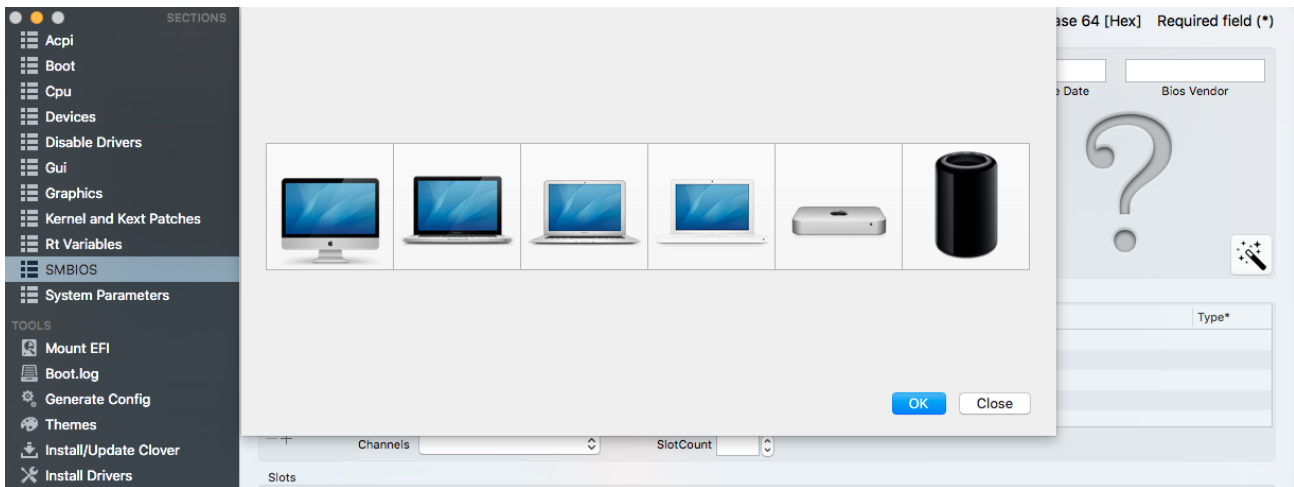 SECTIONS
Acpi
Boot
Cpu
Devices
Disable Drivers
Gui
Graphics
Kernel and Kext Patches
Rt Variables
SMBIOS
System Parameters
TOOLS
Mount EFI
Boot.log
Generate Config
Themes
Install/Update Clover
Install Drivers
OK Close
ase 64 [Hex] Required field (*)
e Date Bios Vendor
Type*
Channels SlotCount
Slots